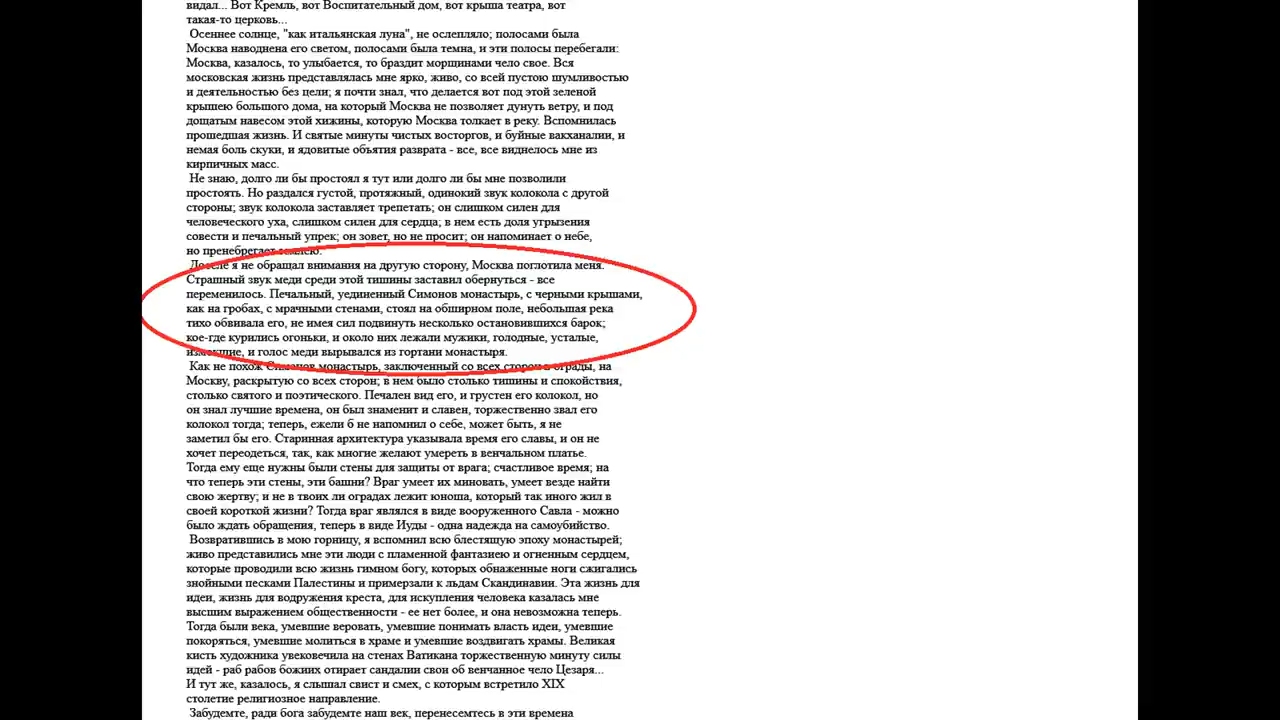 видал... Вот Кремль, вот Воспитательный дом, вот крыша театра, вот
такая-то церковь...
Осеннее солнце, "как итальянская луна", не ослепляло; полосами была
Москва наводнена его светом, полосами была темна, и эти полосы перебегали:
Москва, казалось, то улыбается, то браздит морщинами чело свое. Вся
московская жизнь представлялась мне ярко, живо, со всей пустою шумливостью
и деятельностью без цели; я почти знал, что делается вот под этой зеленой
крышею большого дома, на который Москва не позволяет дунуть ветру, и под
дощатым навесом этой хижины, которую Москва толкает в реку. Вспомнилась
прошедшая жизнь. И святые минуты чистых восторгов, и буйные вакханалии, и
немая боль скуки, и ядовитые объятия разврата - все, все виднелось мне из
кирпичных масс.
Не знаю, долго ли бы простоял я тут или долго ли бы мне позволили
простоять. Но раздался густой, протяжный, одинокий звук колокола с другой
стороны; звук колокола заставляет трепетать; он слишком силен для
человеческого уха, слишком силен для сердца; в нем есть доля угрызения
совести и печальный упрек; он зовет, но не просит; он напоминает о небе,
но пренебрегает землею.
Доселе я не обращал внимания на другую сторону, Москва поглотила меня.
Страшный звук меди среди этой тишины заставил обернуться - все
переменилось. Печальный, уединенный Симонов монастырь, с черными крышами,
как на гробах, с мрачными стенами, стоял на обширном поле, небольшая река
тихо обвивала его, не имея сил подвинуть несколько остановившихся барок;
кое-где курились огоньки, и около них лежали мужики, голодные, усталые,
измокшие, и голос меди вырывался из гортани монастыря.
Как не похож Симонов монастырь, заключенный со всех сторон в ограды, на
Москву, раскрытую со всех сторон; в нем было столько тишины и спокойствия,
столько святого и поэтического. Печален вид его, и грустен его колокол, но
он знал лучшие времена, он был знаменит и славен, торжественно звал его
колокол тогда; теперь, ежели б не напомнил о себе, может быть, я не
заметил бы его. Старинная архитектура указывала время его славы, и он не
хочет переодеться, так, как многие желают умереть в венчальном платье.
Тогда ему еще нужны были стены для защиты от врага; счастливое время; на
что теперь эти стены, эти башни? Враг умеет их миновать, умеет везде найти
свою жертву; и не в твоих ли оградах лежит юноша, который так иного жил в
своей короткой жизни? Тогда враг являлся в виде вооруженного Савла - можно
было ждать обращения, теперь в виде Иуды - одна надежда на самоубийство.
Возвратившись в мою горницу, я вспомнил всю блестящую эпоху монастырей;
живо представились мне эти люди с пламенной фантазиею и огненным сердцем,
которые проводили всю жизнь гимном богу, которых обнаженные ноги сжигались
знойными песками Палестины и примерзали к льдам Скандинавии. Эта жизнь для
идеи, жизнь для водружения креста, для искупления человека казалась мне
высшим выражением общественности - ее нет более, и она невозможна теперь.
Тогда были века, умевшие веровать, умевшие понимать власть идеи, умевшие
покоряться, умевшие молиться в храме и умевшие воздвигать храмы. Великая
кисть художника увековечила на стенах Ватикана торжественную минуту силы
идей - раб рабов божиих отирает сандалии свои об венчанное чело Цезаря...
И тут же, казалось, я слышал свист и смех, с которым встретило XIX
столетие религиозное направление.
Забудемте, ради бога забудемте наш век, перенесемтесь в эти времена